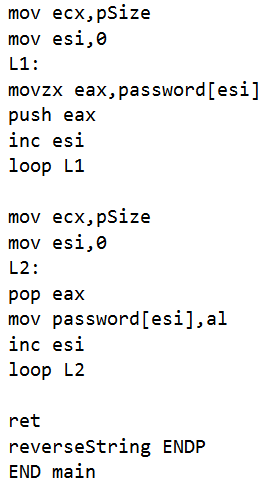 mov ecx,pSize
mov esi,0
L1:
movzx eax,password[esi]
push eax
inc esi
loop L1
mov ecx,pSize
mov esi,0
L2:
pop eax
mov password[esi],al
inc esi
loop L2
ret
reverseString ENDP
END main